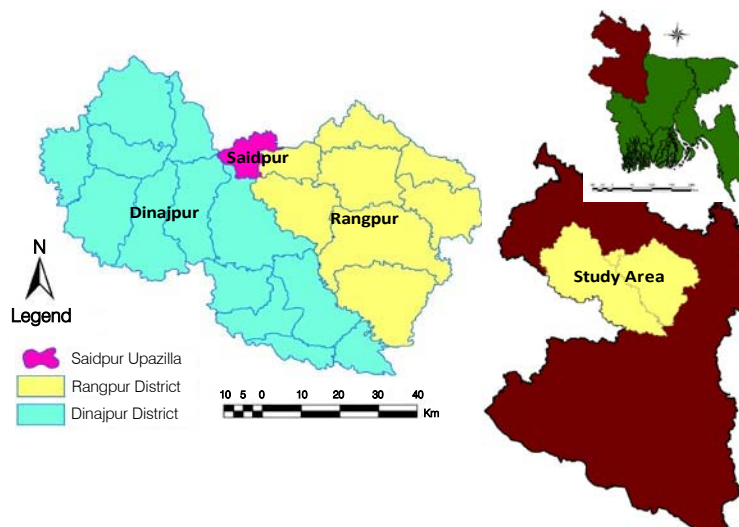 Saidpur
Dinajpur
Rangpur
N
Legend
Saidpur Upazilla
Rangpur District
Dinajpur District
10 5 0 10 20 30 40
Km
Study Area